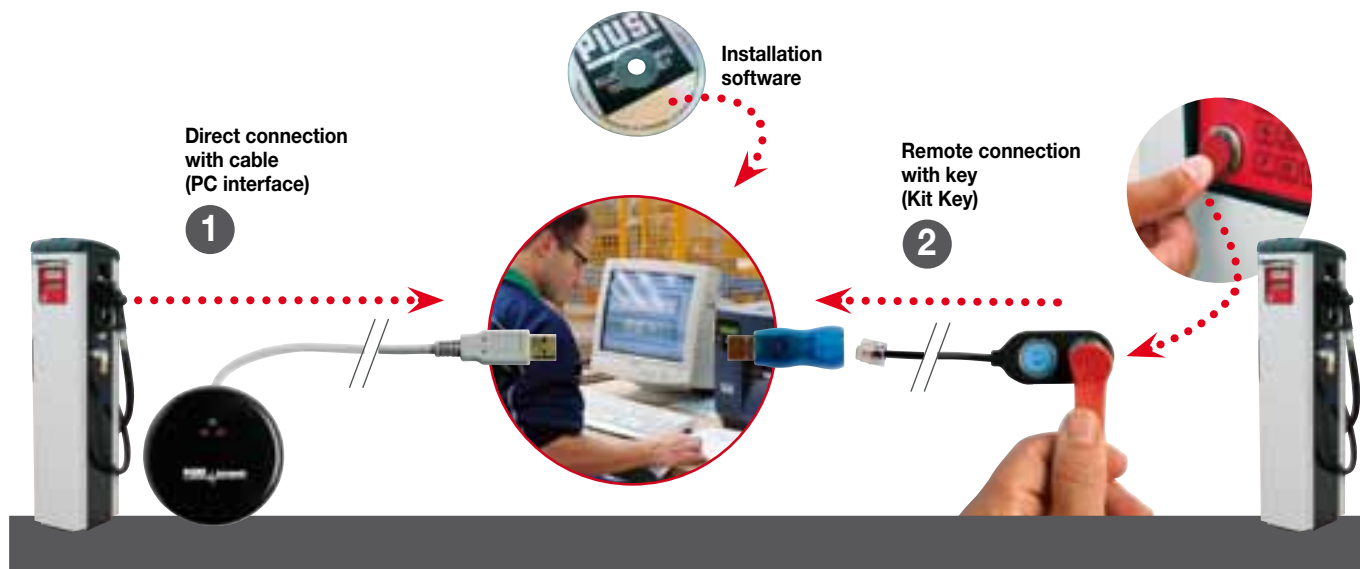 PIUSI
Installation
software
Direct connection
with cable
(PC interface)
1
Remote connection
with key
(Kit Key)
2